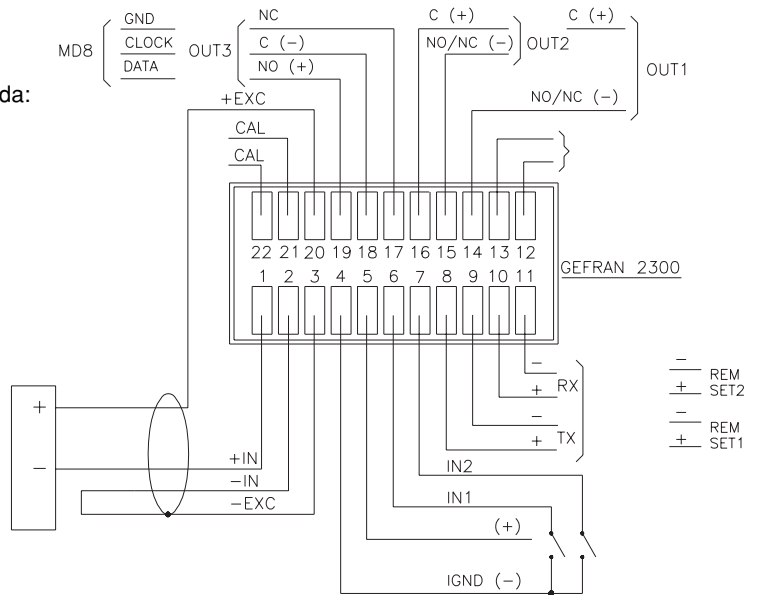 GND
NC
C (+)
C (+)
MD8
CLOCK
OUT3
C (-)
NO/NC (-)
OUT2
DATA
NO (+)
OUT1
da:
+EXC
NO/NC (-)
CAL
CAL
22 21 20 19 18 17 16 15 14 13 12
1 2 3 4 5 6 7 8 9 10 11
GEFRAN 2300
-
+ RX
-
+ TX
- REM
+ SET2
- REM
+ SET1
+
-
+IN
-IN
-EXC
IN2
IN1
(+)
IGND (-)